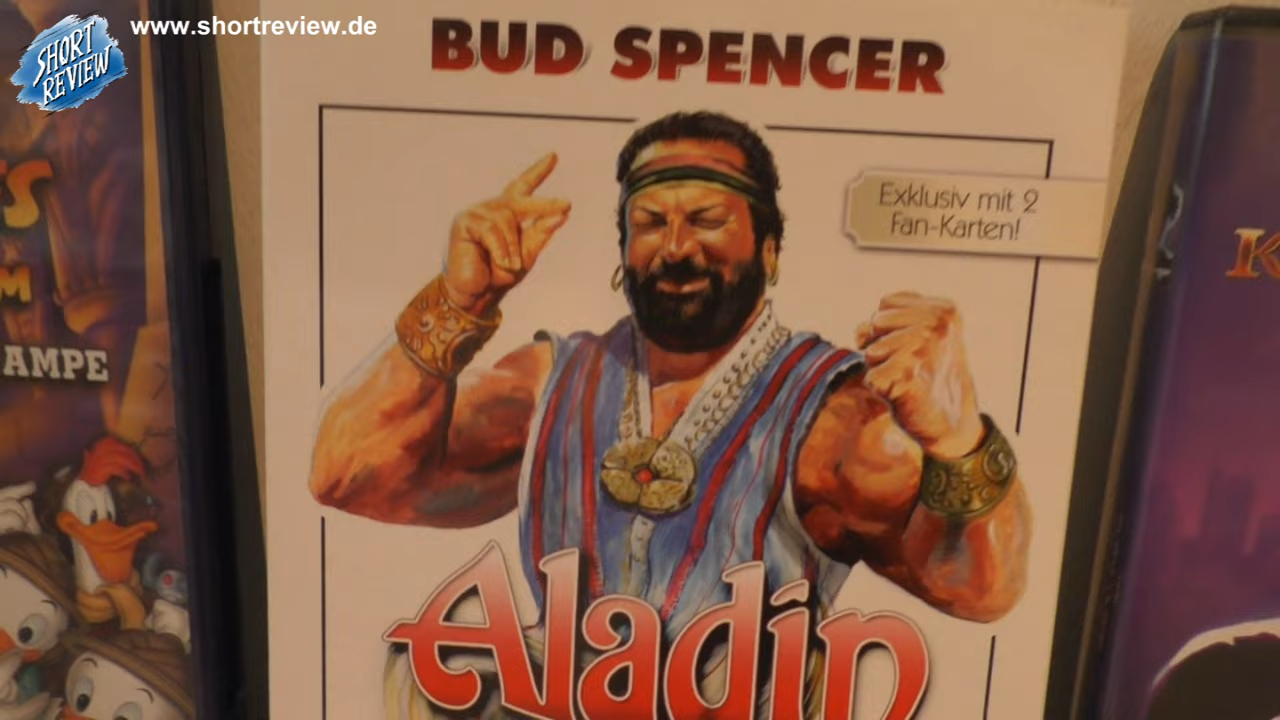 SHORT
REVIEW
www.shortreview.de
BUD SPENCER
Exklusiv mit 2
Fan-Karten!
AMPE
Aladin